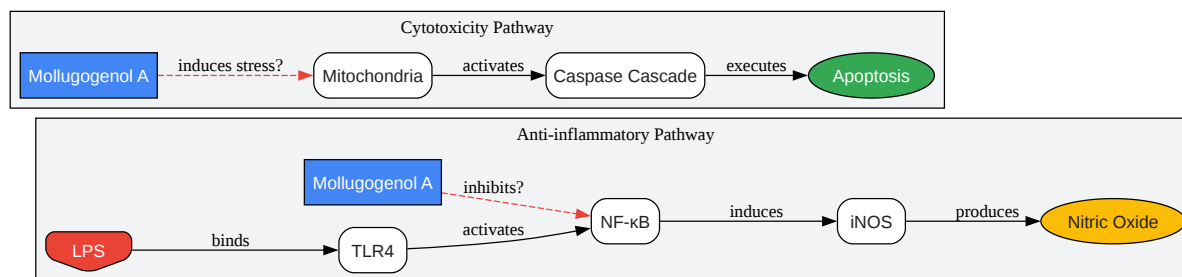 Cytotoxicity Pathway
Mollugogenol A
induces stress?
Mitochondria
activates
Caspase Cascade
executes
Apoptosis
Anti-inflammatory Pathway
Mollugogenol A
inhibits?
LPS
binds
TLR4
activates
NF-κB
induces
iNOS
produces
Nitric Oxide